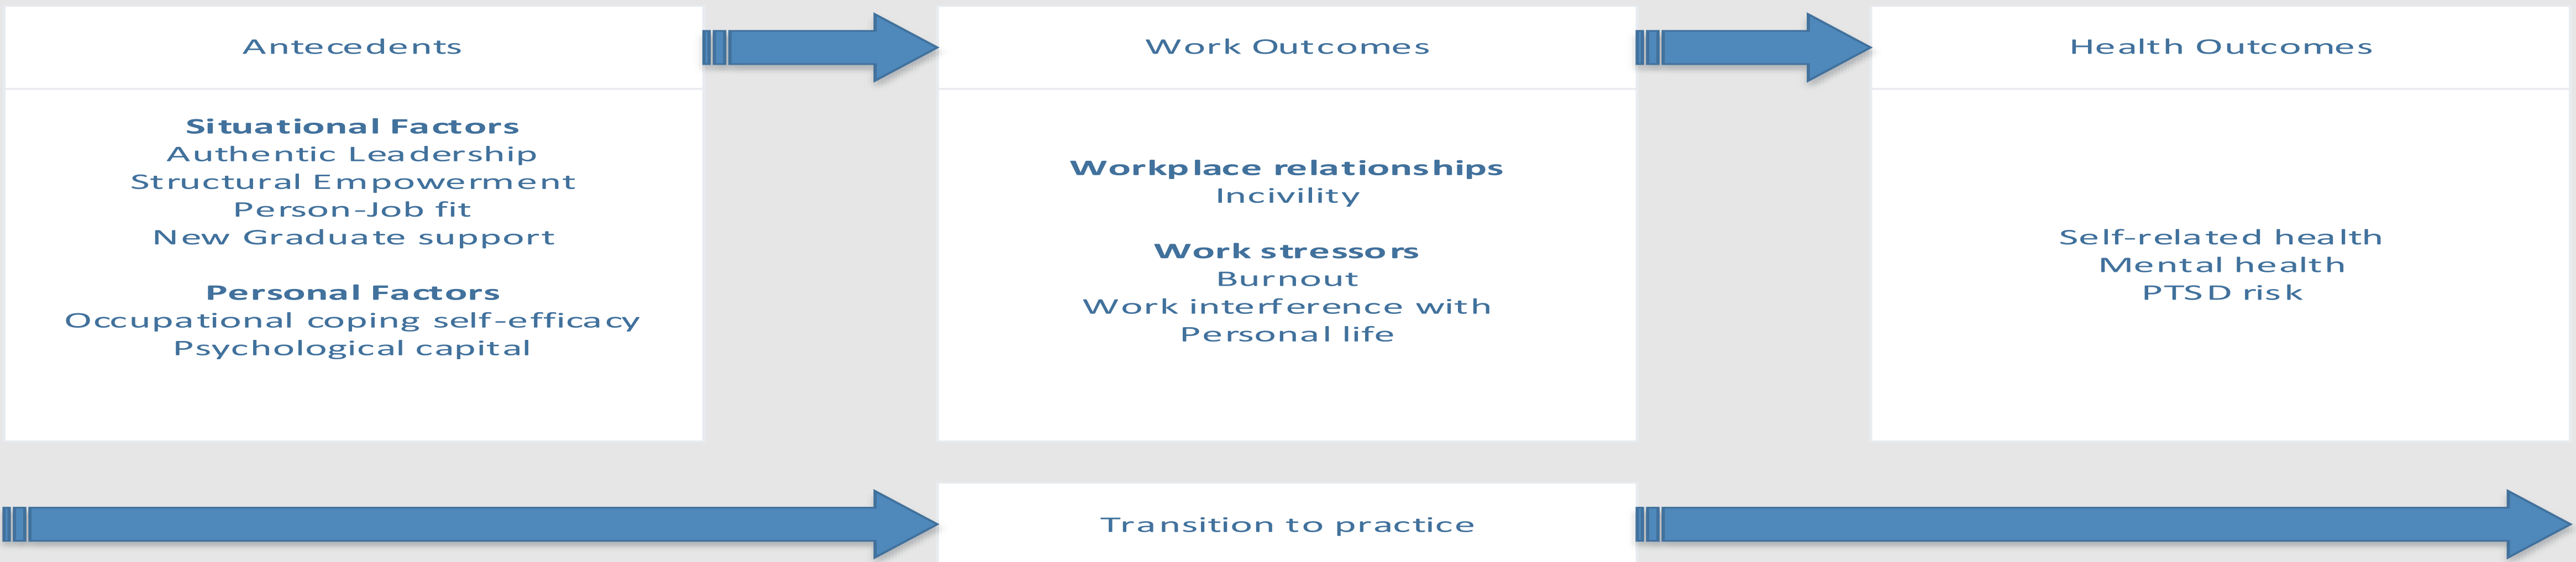 Antecedents
Situational Factors
Authentic Leadership
Structural Empowerment
Person-Job fit
New Graduate support
Personal Factors
Occupational coping self-efficacy
Psychological capital
Work Outcomes
Workplace relationships
Incivility
Work stressors
Burnout
Work interference with
Personal life
Health Outcomes
Self-related health
Mental health
PTSD risk
Transition to practice